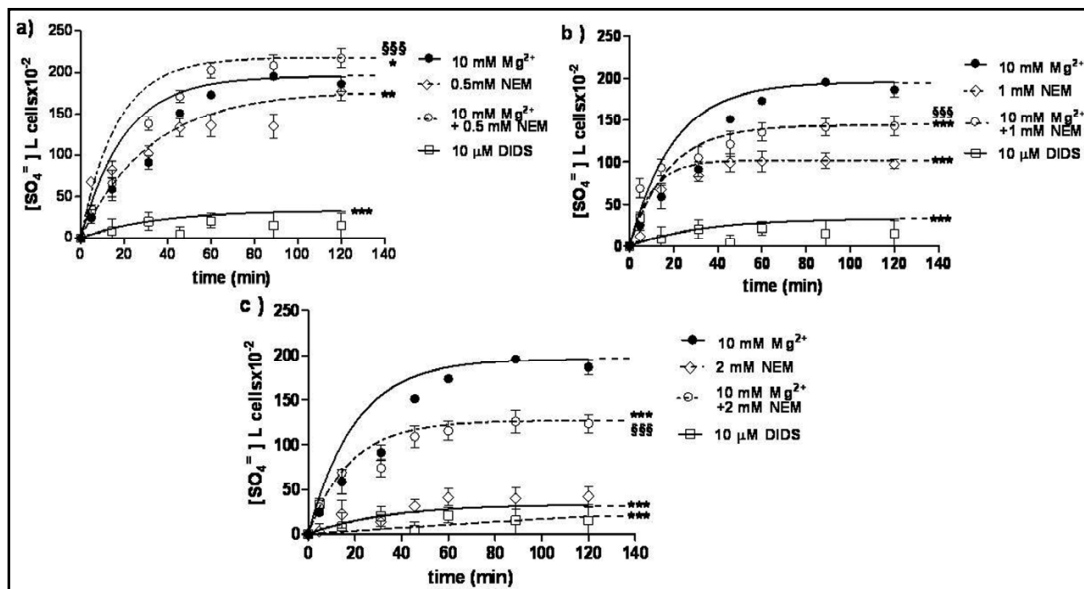 a)
[SO₄⁼] L cellsx10⁻²
250
200
150
100
50
0
0 20 40 60 80 100 120 140
time (min)
§§§
*
**
***
10 mM Mg²⁺
0.5mM NEM
10 mM Mg²⁺
+ 0.5 mM NEM
10 µM DIDS
b)
[SO₄⁼] L cellsx10⁻²
250
200
150
100
50
0
0 20 40 60 80 100 120 140
time (min)
§§§
***
***
***
10 mM Mg²⁺
1 mM NEM
10 mM Mg²⁺
+1 mM NEM
10 µM DIDS
c )
[SO₄⁼] L cellsx10⁻²
250
200
150
100
50
0
0 20 40 60 80 100 120 140
time (min)
***
§§§
***
***
10 mM Mg²⁺
2 mM NEM
10 mM Mg²⁺
+2 mM NEM
10 µM DIDS